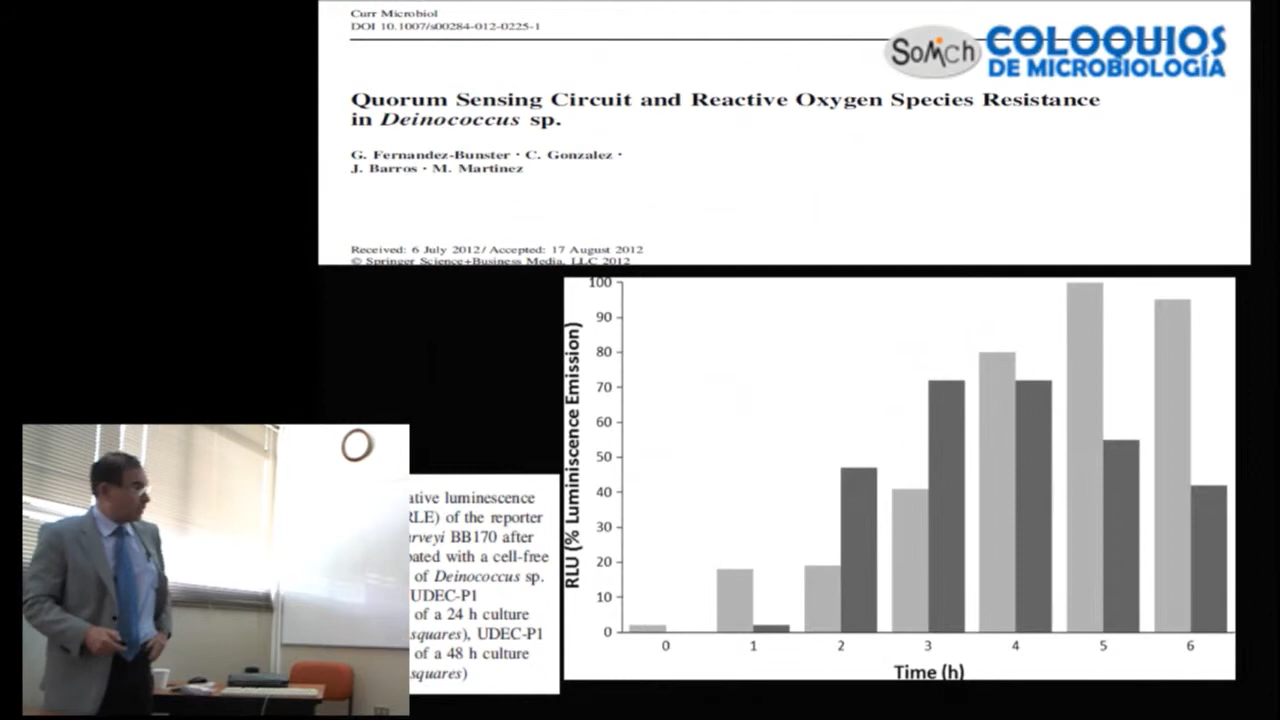 Curr Microbiol
DOI 10.1007/s00284-012-0225-1
SoMich
COLOQUIOS
DE MICROBIOLOGÍA
Quorum Sensing Circuit and Reactive Oxygen Species Resistance
in Deinococcus sp.
G. Fernandez-Bunster · C. Gonzalez ·
J. Barros · M. Martinez
Received: 6 July 2012 / Accepted: 17 August 2012
© Springer Science+Business Media, LLC 2012
ative luminescence
RLE) of the reporter
rveyi BB170 after
bated with a cell-free
of Deinococcus sp.
UDEC-P1
of a 24 h culture
squares), UDEC-P1
of a 48 h culture
squares)
RLU (% Luminiscence Emission)
100
90
80
70
60
50
40
30
20
10
0
0 1 2 3 4 5 6
Time (h)